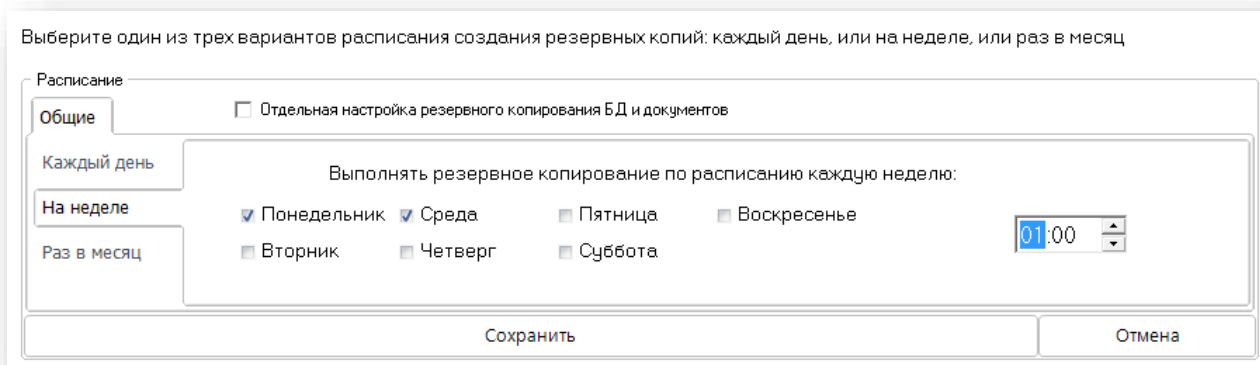 Выберите один из трех вариантов расписания создания резервных копий: каждый день, или на неделе, или раз в месяц
Расписание
Общие
Отдельная настройка резервного копирования БД и документов
Каждый день
На неделе
Раз в месяц
Выполнять резервное копирование по расписанию каждую неделю:
Понедельник Среда Пятница Воскресенье
01:00
Вторник Четверг Суббота
Сохранить Отмена